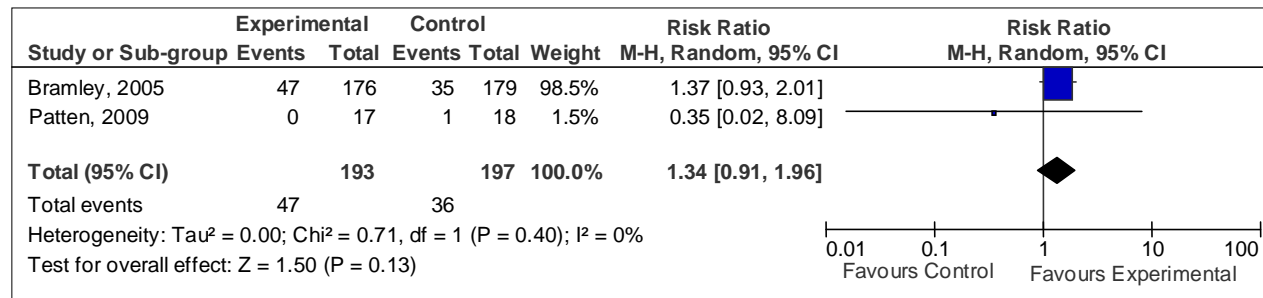 Experimental Control Risk Ratio Risk Ratio
Study or Sub-group Events Total Events Total Weight M-H, Random, 95% CI M-H, Random, 95% CI
Bramley, 2005 47 176 35 179 98.5% 1.37 [0.93, 2.01]
Patten, 2009 0 17 1 18 1.5% 0.35 [0.02, 8.09]
Total (95% CI) 193 197 100.0% 1.34 [0.91, 1.96]
Total events 47 36
Heterogeneity: Tau² = 0.00; Chi² = 0.71, df = 1 (P = 0.40); I² = 0%
Test for overall effect: Z = 1.50 (P = 0.13)
0.01 0.1 1 10 100
Favours Control Favours Experimental